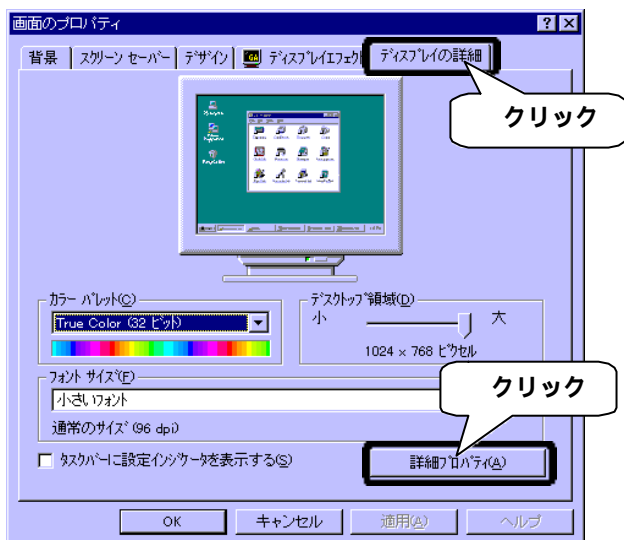 画面のプロパティ
背景 スクリーン セーバー デザイン ディスプレイエフェクト ディスプレイの詳細
クリック
カラー パレット(C)
True Color (32 ビット)
デスクトップ領域(D)
小 大
1024 × 768 ピクセル
フォント サイズ(F)
小さいフォント
通常のサイズ (96 dpi)
クリック
タスクバーに設定インジケータを表示する(S)
詳細プロパティ(A)
OK キャンセル 適用(A) ヘルプ